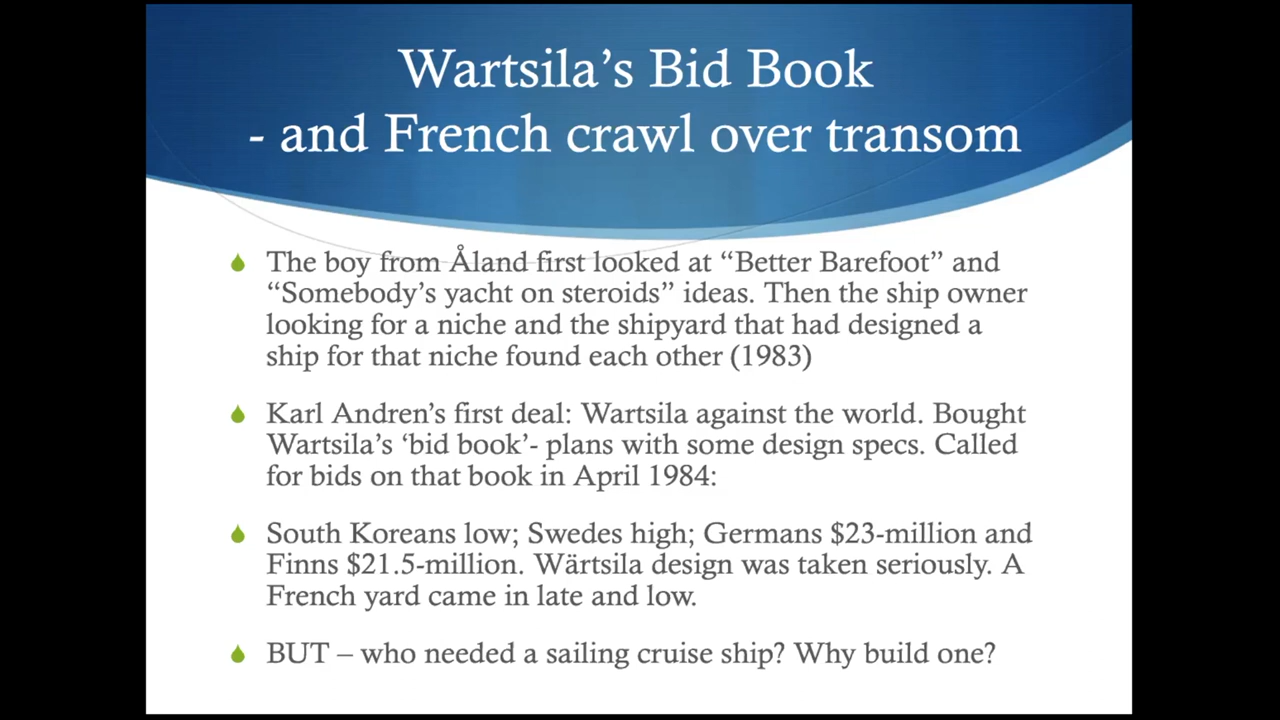 Wartsila’s Bid Book
- and French crawl over transom
The boy from Åland first looked at “Better Barefoot” and
“Somebody’s yacht on steroids” ideas. Then the ship owner
looking for a niche and the shipyard that had designed a
ship for that niche found each other (1983)
Karl Andren’s first deal: Wartsila against the world. Bought
Wartsila’s ‘bid book’- plans with some design specs. Called
for bids on that book in April 1984:
South Koreans low; Swedes high; Germans $23-million and
Finns $21.5-million. Wärtsila design was taken seriously. A
French yard came in late and low.
BUT – who needed a sailing cruise ship? Why build one?